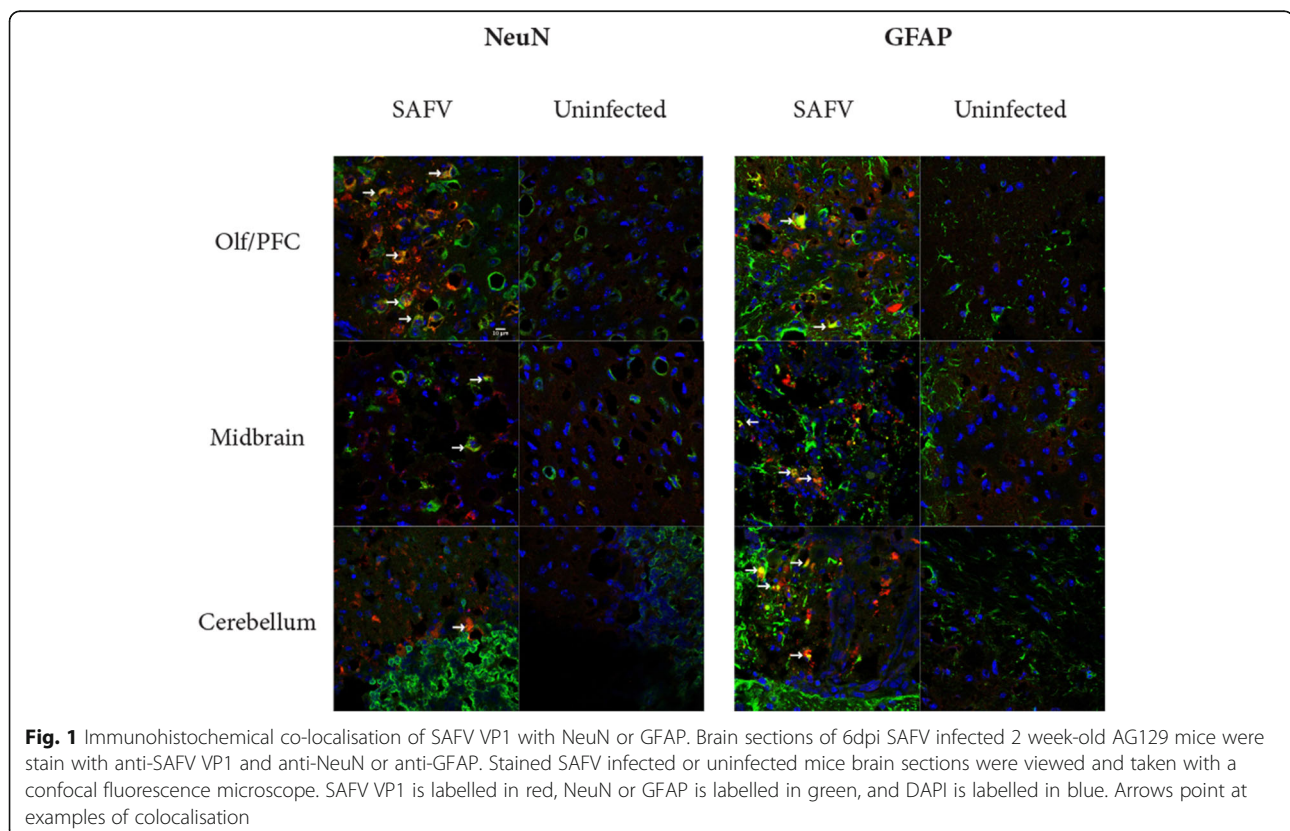 NeuN GFAP
SAFV Uninfected SAFV Uninfected
Olf/PFC
10 µm
Midbrain
Cerebellum
Fig. 1 Immunohistochemical co-localisation of SAFV VP1 with NeuN or GFAP. Brain sections of 6dpi SAFV infected 2 week-old AG129 mice were
stain with anti-SAFV VP1 and anti-NeuN or anti-GFAP. Stained SAFV infected or uninfected mice brain sections were viewed and taken with a
confocal fluorescence microscope. SAFV VP1 is labelled in red, NeuN or GFAP is labelled in green, and DAPI is labelled in blue. Arrows point at
examples of colocalisation